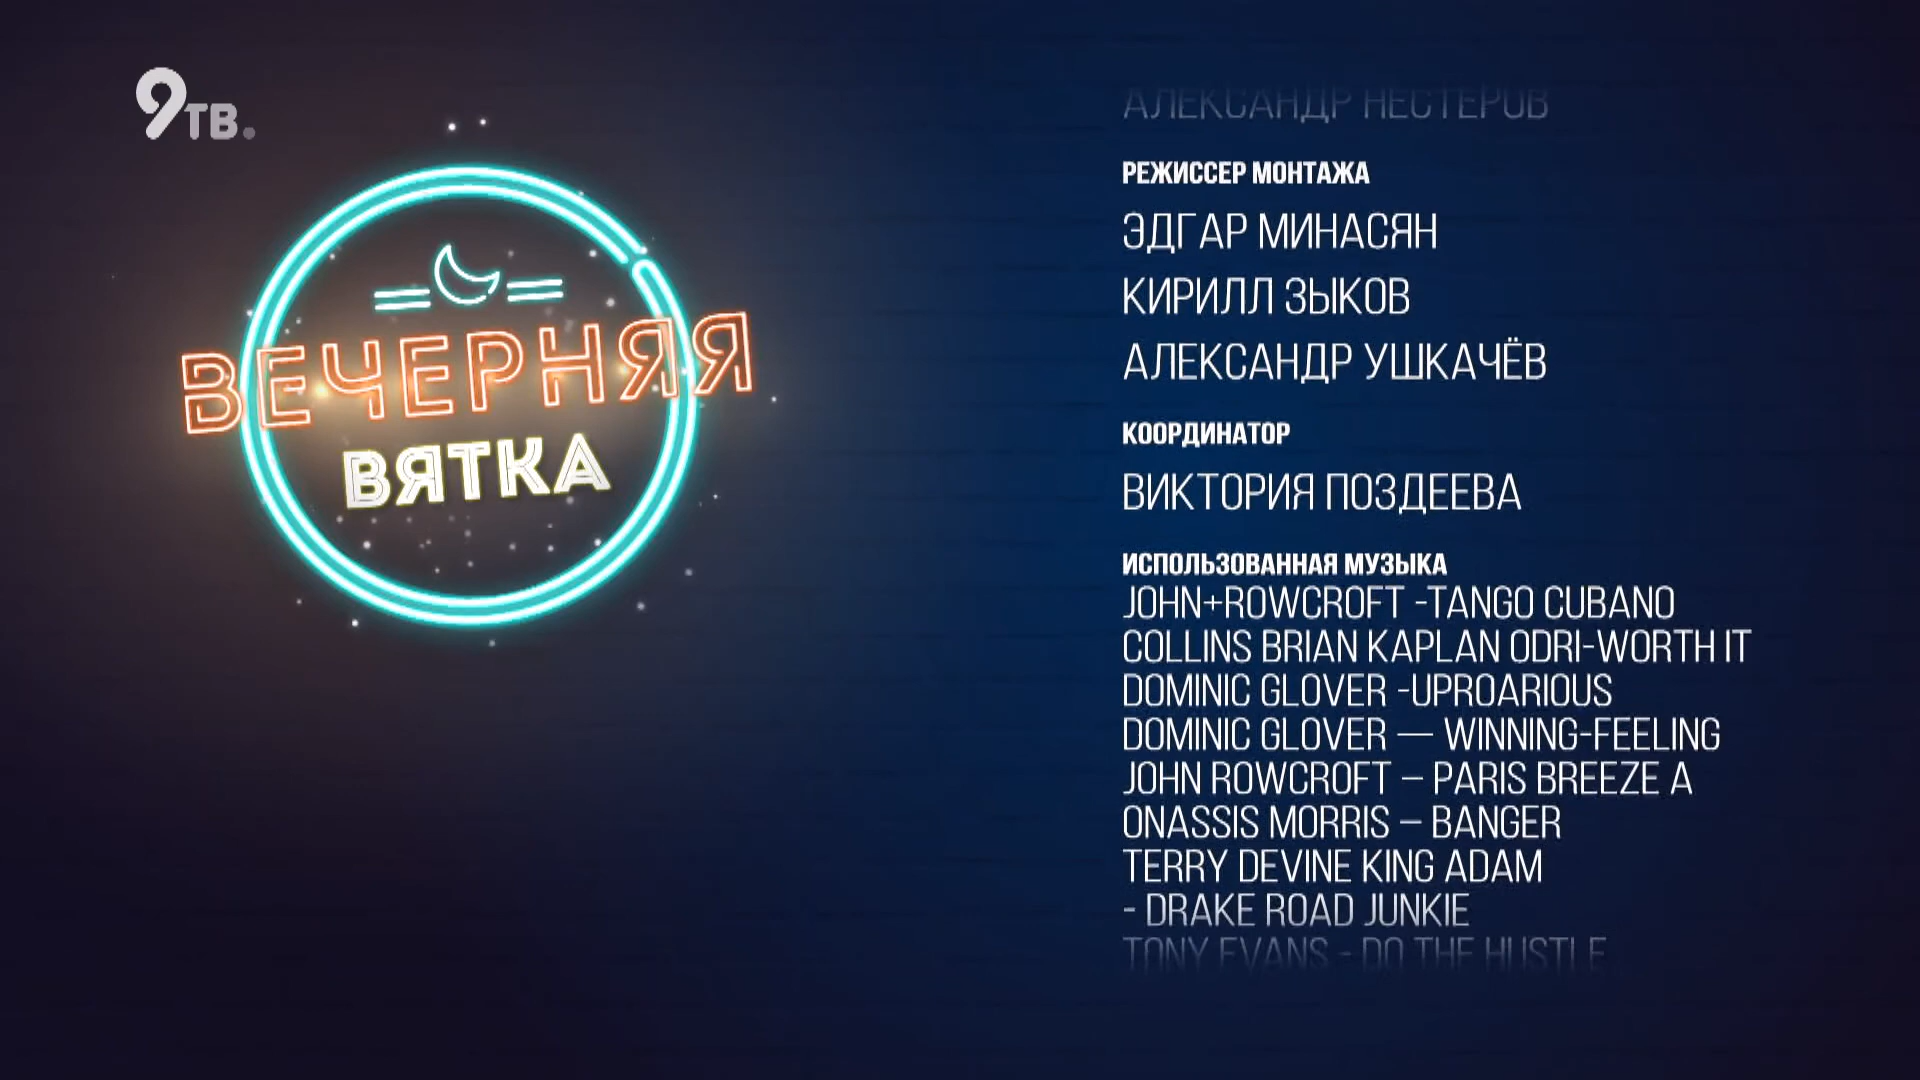 9ТВ.
ВЕЧЕРНЯЯ
ВЯТКА
АЛЕКСАНДР НЕСТЕРОВ
РЕЖИССЕР МОНТАЖА
ЭДГАР МИНАСЯН
КИРИЛЛ ЗЫКОВ
АЛЕКСАНДР УШКАЧЁВ
КООРДИНАТОР
ВИКТОРИЯ ПОЗДЕЕВА
ИСПОЛЬЗОВАННАЯ МУЗЫКА
JOHN+ROWCROFT -TANGO CUBANO
COLLINS BRIAN KAPLAN ODRI-WORTH IT
DOMINIC GLOVER -UPROARIOUS
DOMINIC GLOVER — WINNING-FEELING
JOHN ROWCROFT – PARIS BREEZE A
ONASSIS MORRIS – BANGER
TERRY DEVINE KING ADAM
- DRAKE ROAD JUNKIE
TONY EVANS - DO THE HUSTLE